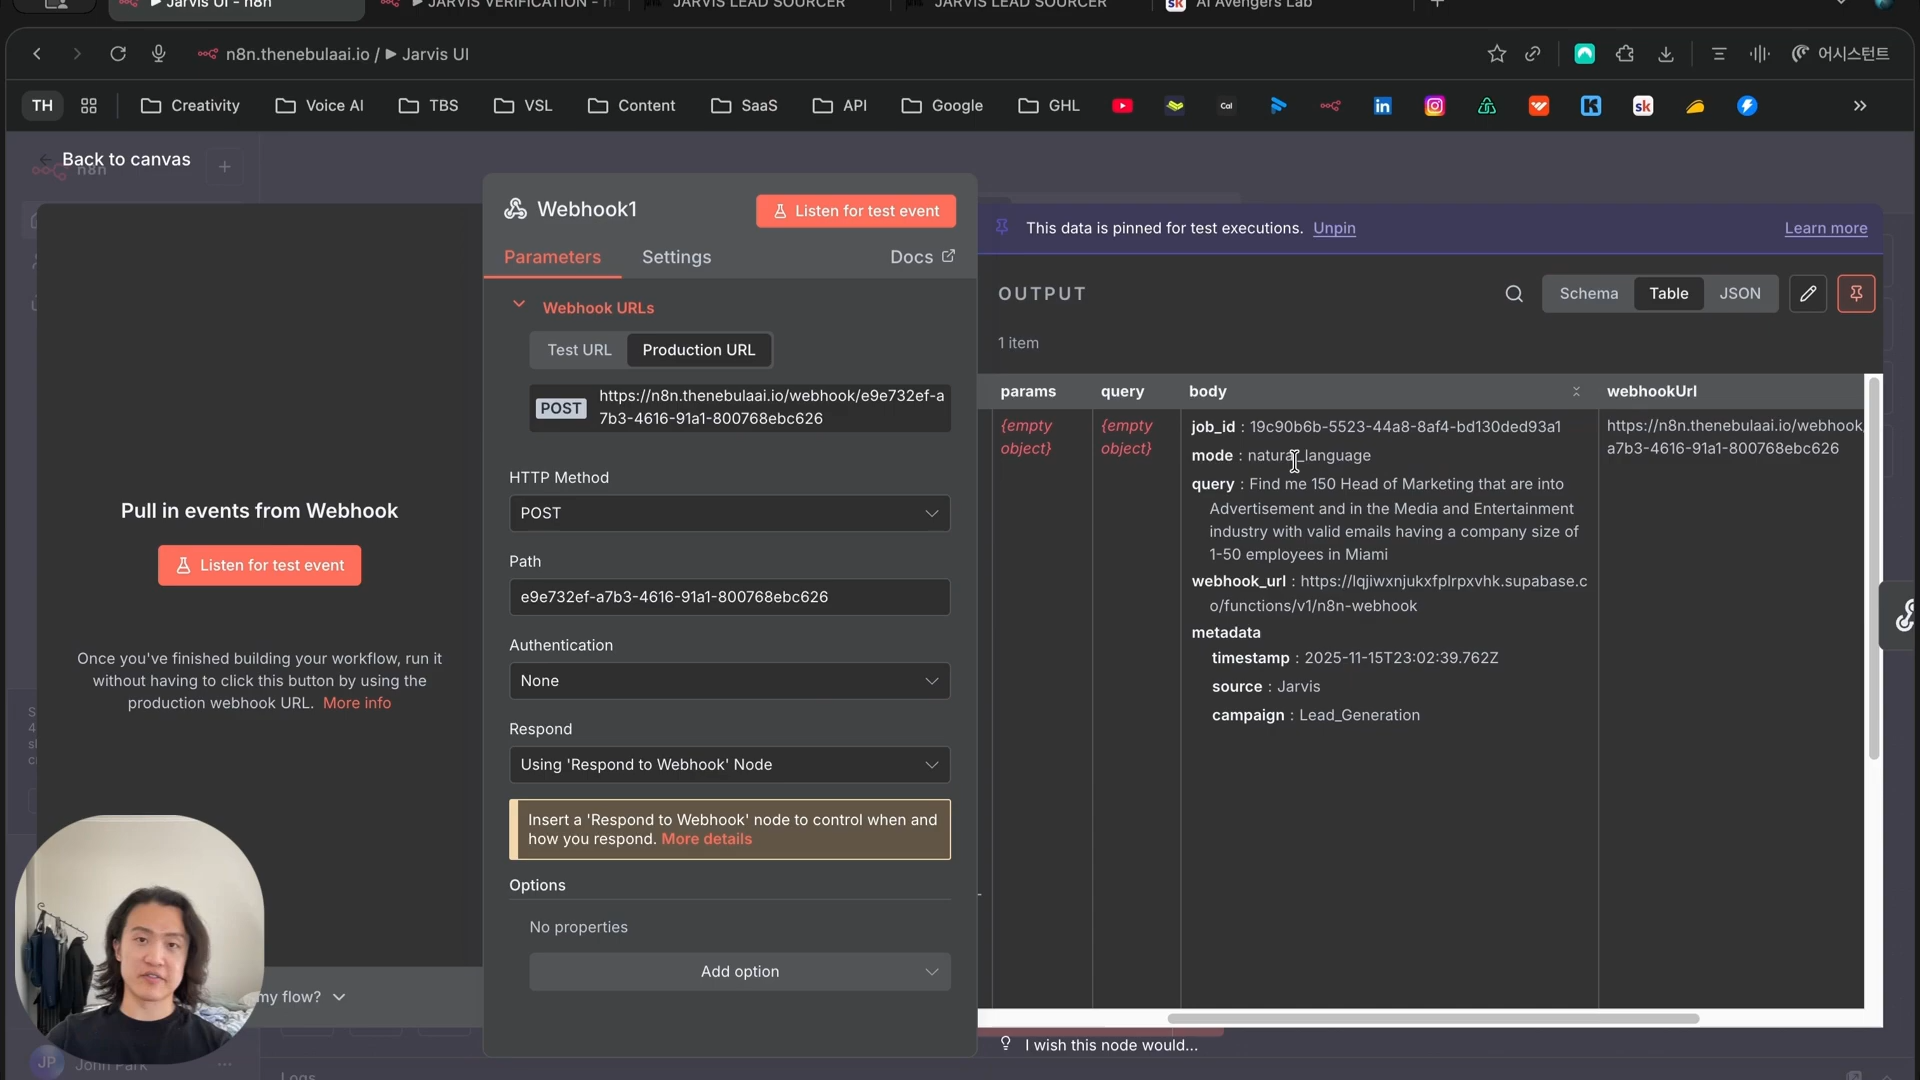 Jarvis UI - n8n
JARVIS VERIFICATION - n
JARVIS LEAD SOURCER
JARVIS LEAD SOURCER
sk
AI Avengers Lab
n8n.thenebulaai.io / ▶ Jarvis UI
어시스턴트
TH
Creativity
Voice AI
TBS
VSL
Content
SaaS
API
Google
GHL
Cal
in
K
sk
Back to canvas
n8n
Webhook1
Listen for test event
Parameters
Settings
Docs
Webhook URLs
Test URL
Production URL
POST
https://n8n.thenebulaai.io/webhook/e9e732ef-a
7b3-4616-91a1-800768ebc626
HTTP Method
POST
Path
e9e732ef-a7b3-4616-91a1-800768ebc626
Authentication
None
Respond
Using 'Respond to Webhook' Node
Insert a 'Respond to Webhook' node to control when and
how you respond. More details
Options
No properties
Add option
Pull in events from Webhook
Listen for test event
Once you've finished building your workflow, run it
without having to click this button by using the
production webhook URL. More info
This data is pinned for test executions. Unpin
Learn more
OUTPUT
Schema
Table
JSON
1 item
params
query
body
webhookUrl
{empty
object}
{empty
object}
job_id : 19c90b6b-5523-44a8-8af4-bd130ded93a1
mode : natural_language
query : Find me 150 Head of Marketing that are into
Advertisement and in the Media and Entertainment
industry with valid emails having a company size of
1-50 employees in Miami
webhook_url : https://lqjiwxnjukxfplrpxvhk.supabase.c
o/functions/v1/n8n-webhook
metadata
timestamp : 2025-11-15T23:02:39.762Z
source : Jarvis
campaign : Lead_Generation
https://n8n.thenebulaai.io/webhook
a7b3-4616-91a1-800768ebc626
my flow?
I wish this node would...
JP
John Park
Logs